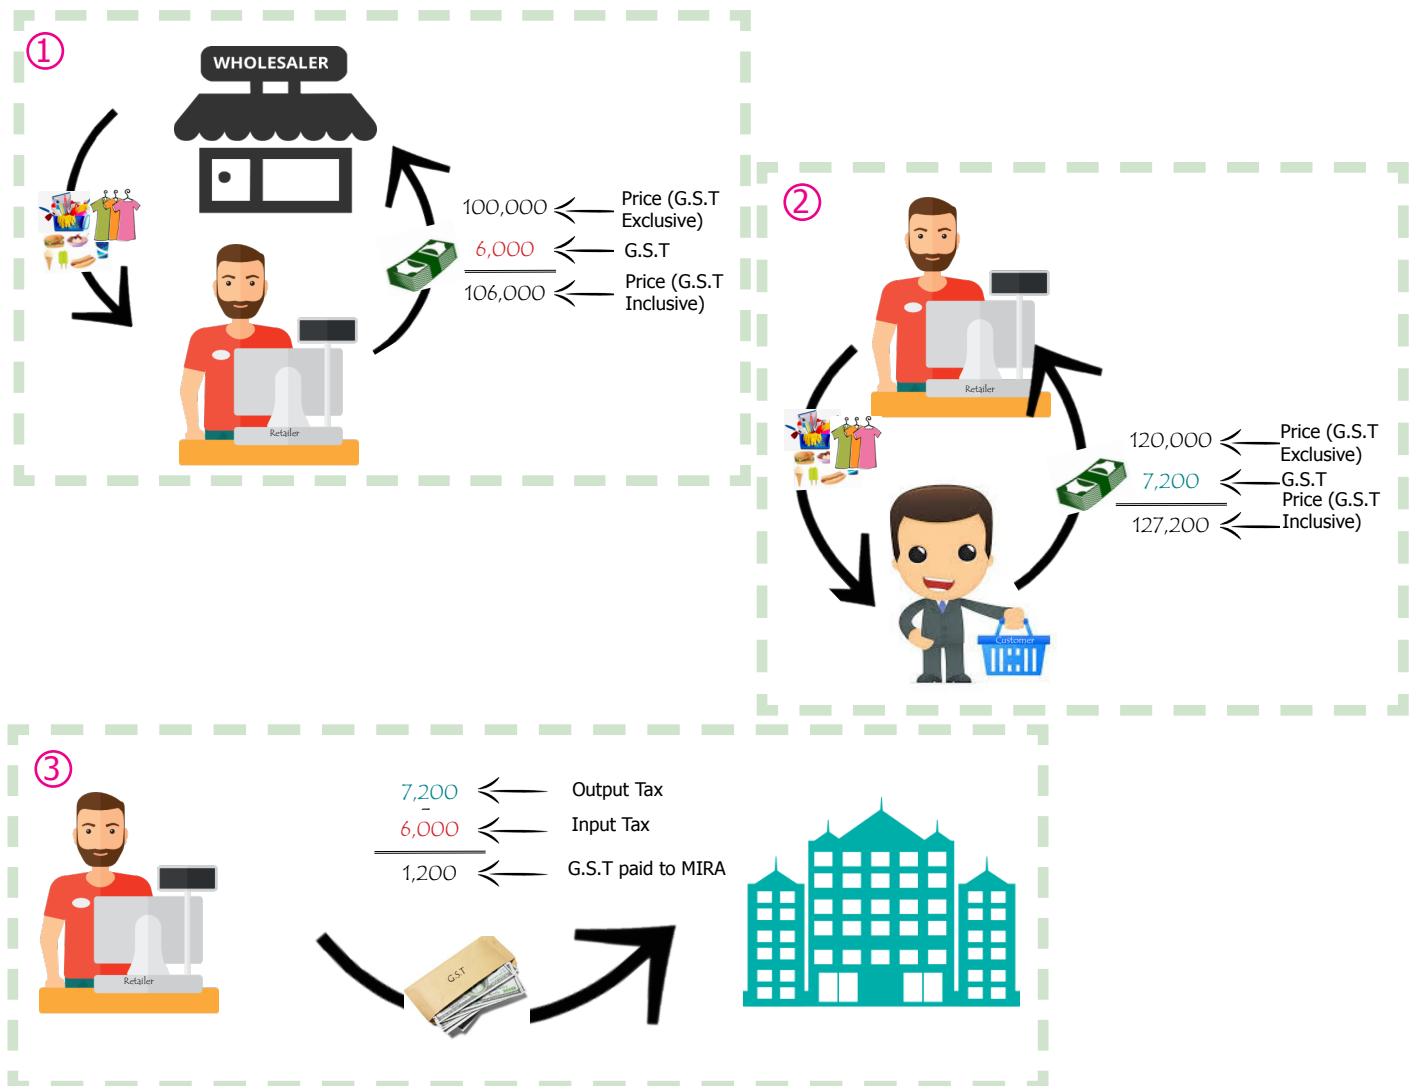 1
WHOLESALER
100,000
Price (G.S.T
Exclusive)
6,000
G.S.T
106,000
Price (G.S.T
Inclusive)
Retailer
2
Retailer
120,000
Price (G.S.T
Exclusive)
7,200
G.S.T
127,200
Price (G.S.T
Inclusive)
Customer
3
7,200
Output Tax
-
6,000
Input Tax
1,200
G.S.T paid to MIRA
Retailer
G.S.T